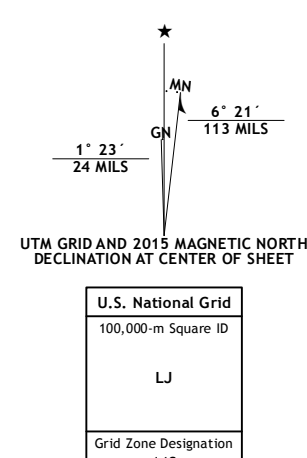 ★
MN
6° 21´
113 MILS
GN
1° 23´
24 MILS
UTM GRID AND 2015 MAGNETIC NORTH
DECLINATION AT CENTER OF SHEET
U.S. National Grid
100,000-m Square ID
LJ
Grid Zone Designation